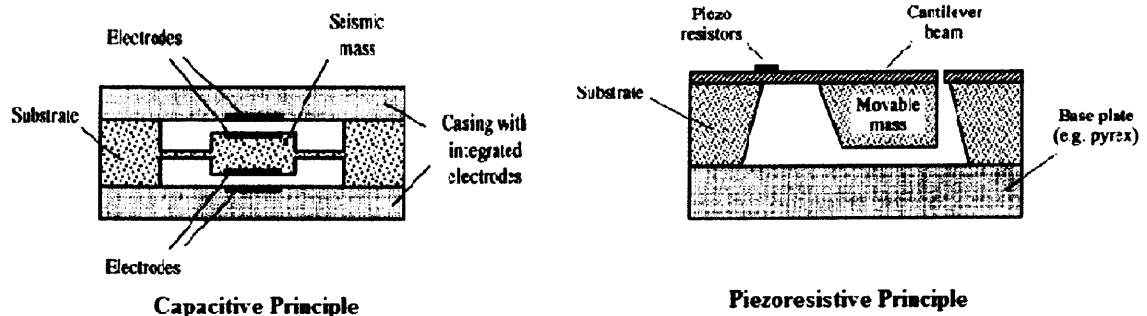 Electrodes
Seismic
mass
Substrate
Casing with
integrated
electrodes
Electrodes
Capacitive Principle
Piezo
resistors
Cantilever
beam
Substrate
Movable
mass
Base plate
(e.g. pyrex)
Piezoresistive Principle